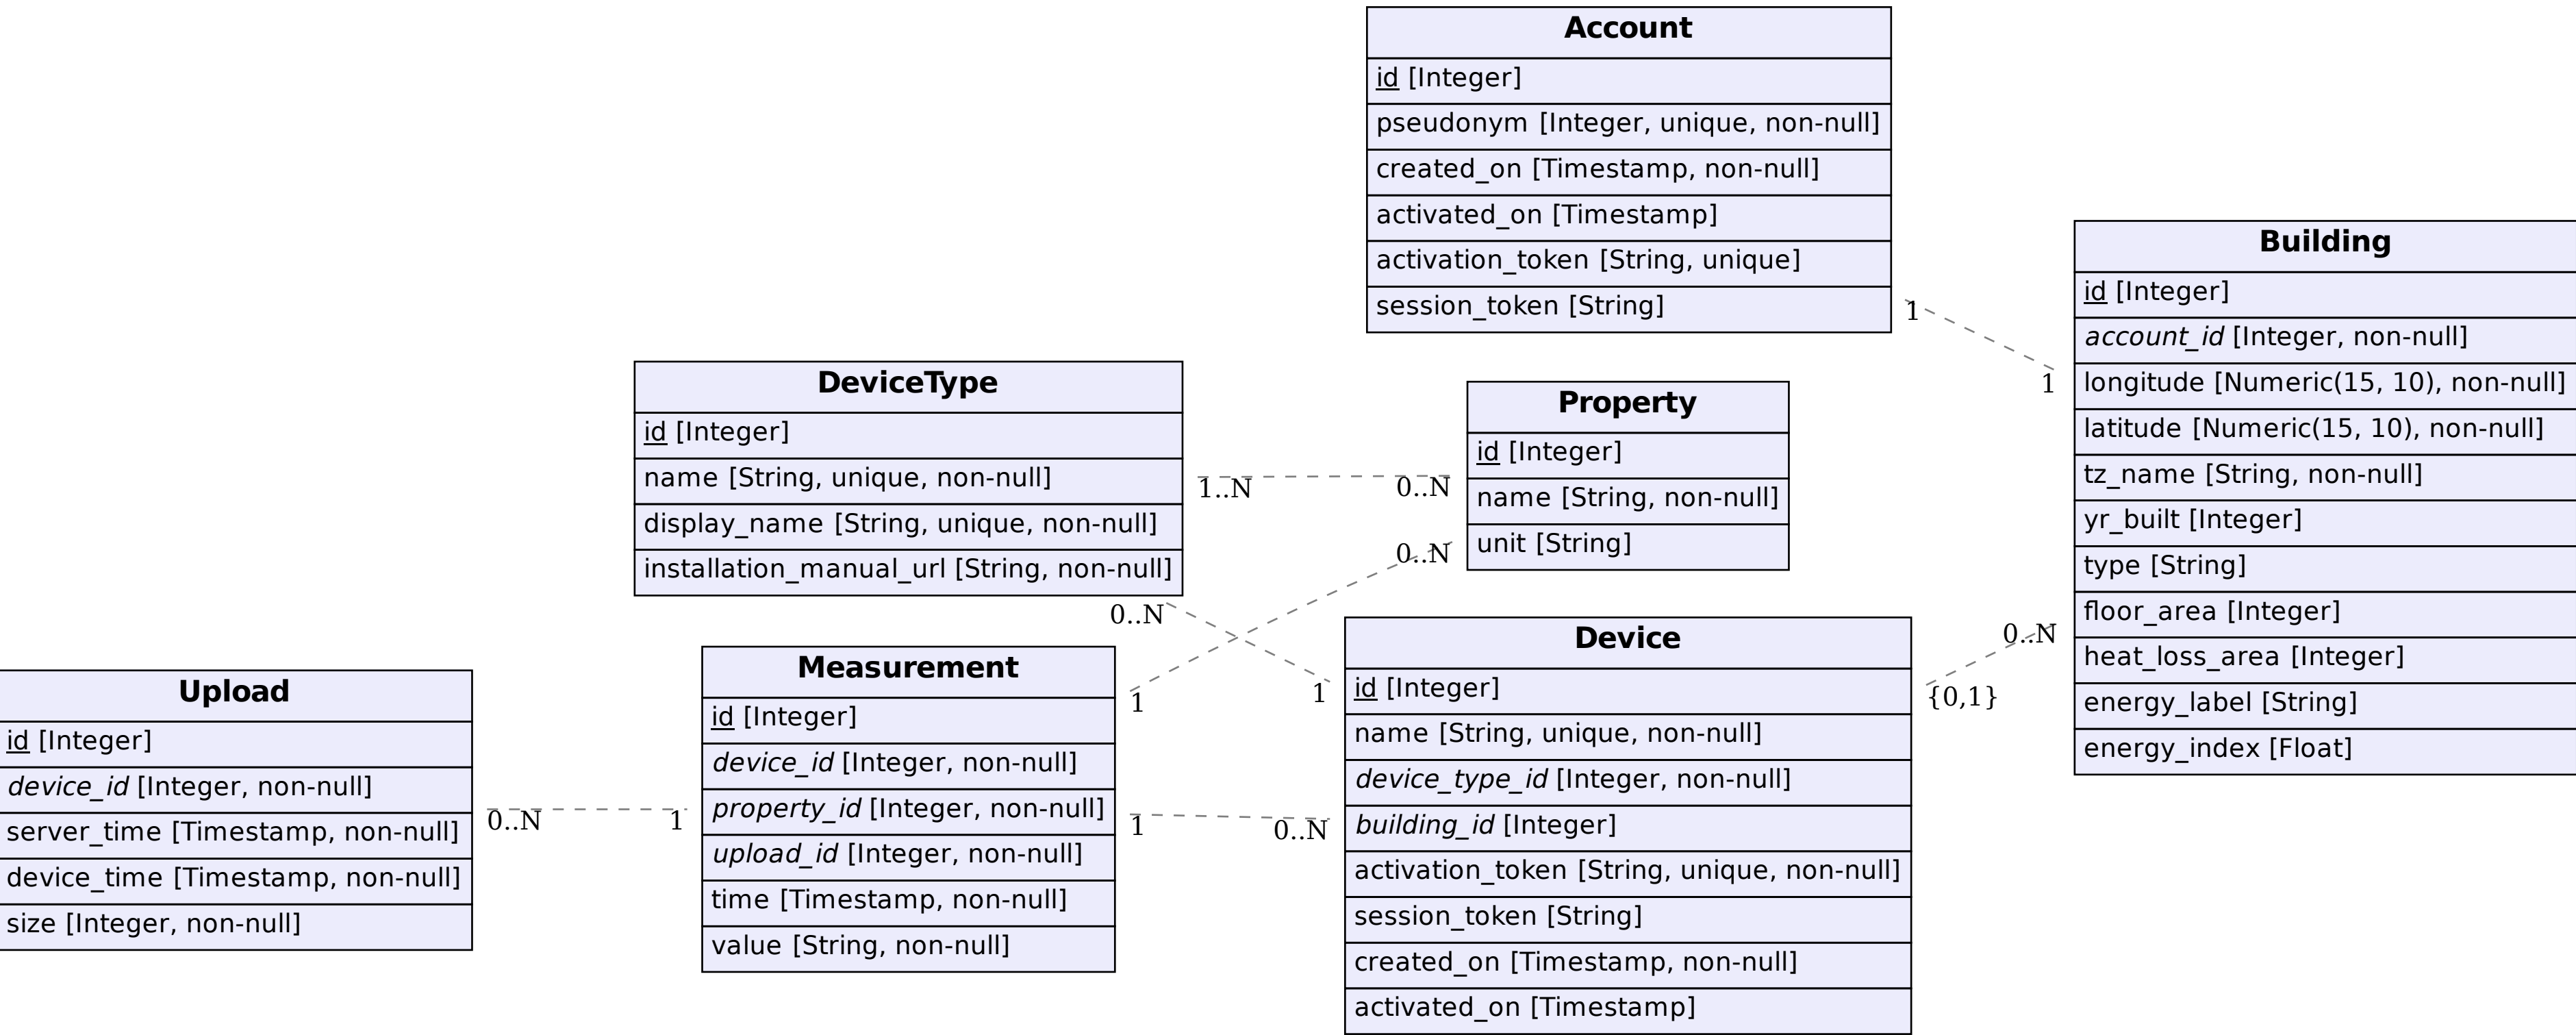 Account
id [Integer]
pseudonym [Integer, unique, non-null]
created_on [Timestamp, non-null]
activated_on [Timestamp]
activation_token [String, unique]
session_token [String]
1
1
Building
id [Integer]
account_id [Integer, non-null]
longitude [Numeric(15, 10), non-null]
latitude [Numeric(15, 10), non-null]
tz_name [String, non-null]
yr_built [Integer]
type [String]
floor_area [Integer]
heat_loss_area [Integer]
energy_label [String]
energy_index [Float]
DeviceType
id [Integer]
name [String, unique, non-null]
display_name [String, unique, non-null]
installation_manual_url [String, non-null]
1..N
0..N
Property
id [Integer]
name [String, non-null]
unit [String]
0..N
1
0..N
1
Device
id [Integer]
name [String, unique, non-null]
device_type_id [Integer, non-null]
building_id [Integer]
activation_token [String, unique, non-null]
session_token [String]
created_on [Timestamp, non-null]
activated_on [Timestamp]
0..N
{0,1}
Measurement
id [Integer]
device_id [Integer, non-null]
property_id [Integer, non-null]
upload_id [Integer, non-null]
time [Timestamp, non-null]
value [String, non-null]
1
0..N
Upload
id [Integer]
device_id [Integer, non-null]
server_time [Timestamp, non-null]
device_time [Timestamp, non-null]
size [Integer, non-null]
0..N
1